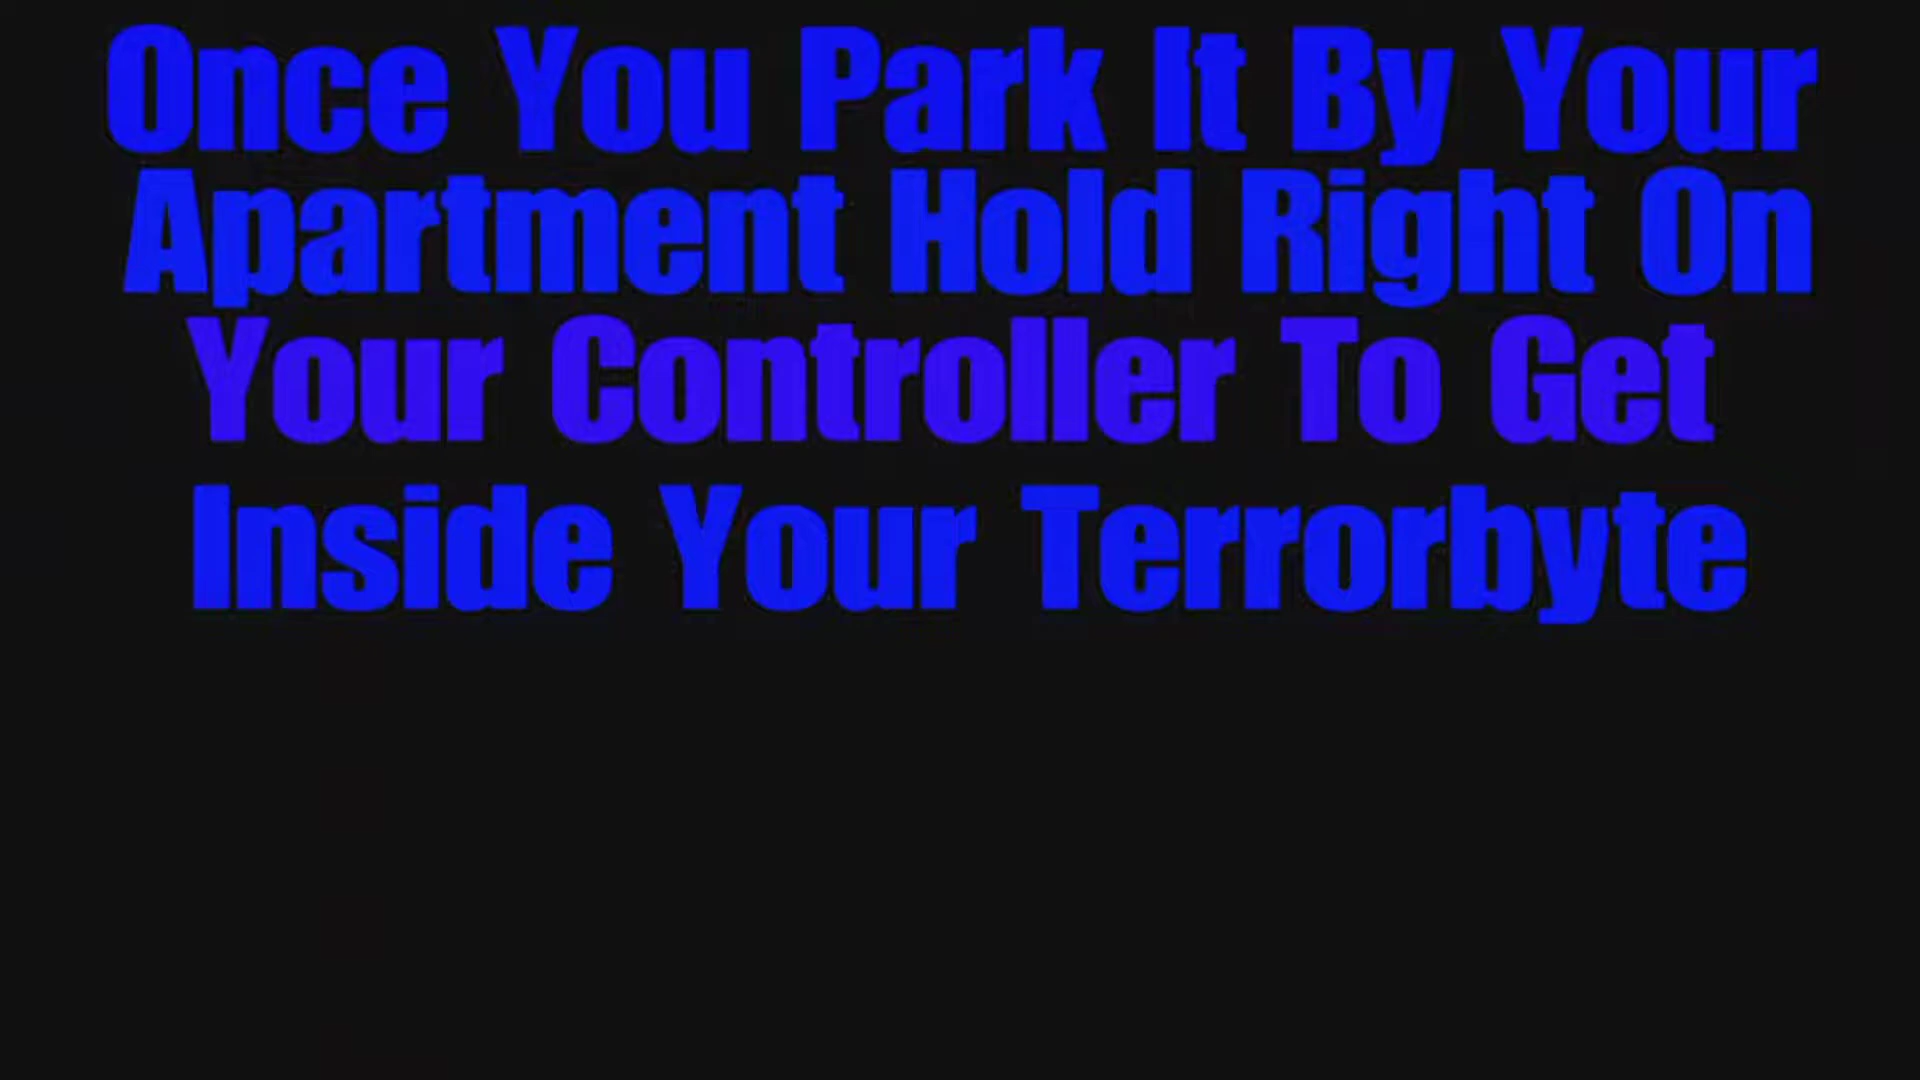 Once You Park It By Your
Apartment Hold Right On
Your Controller To Get
Inside Your Terrorbyte